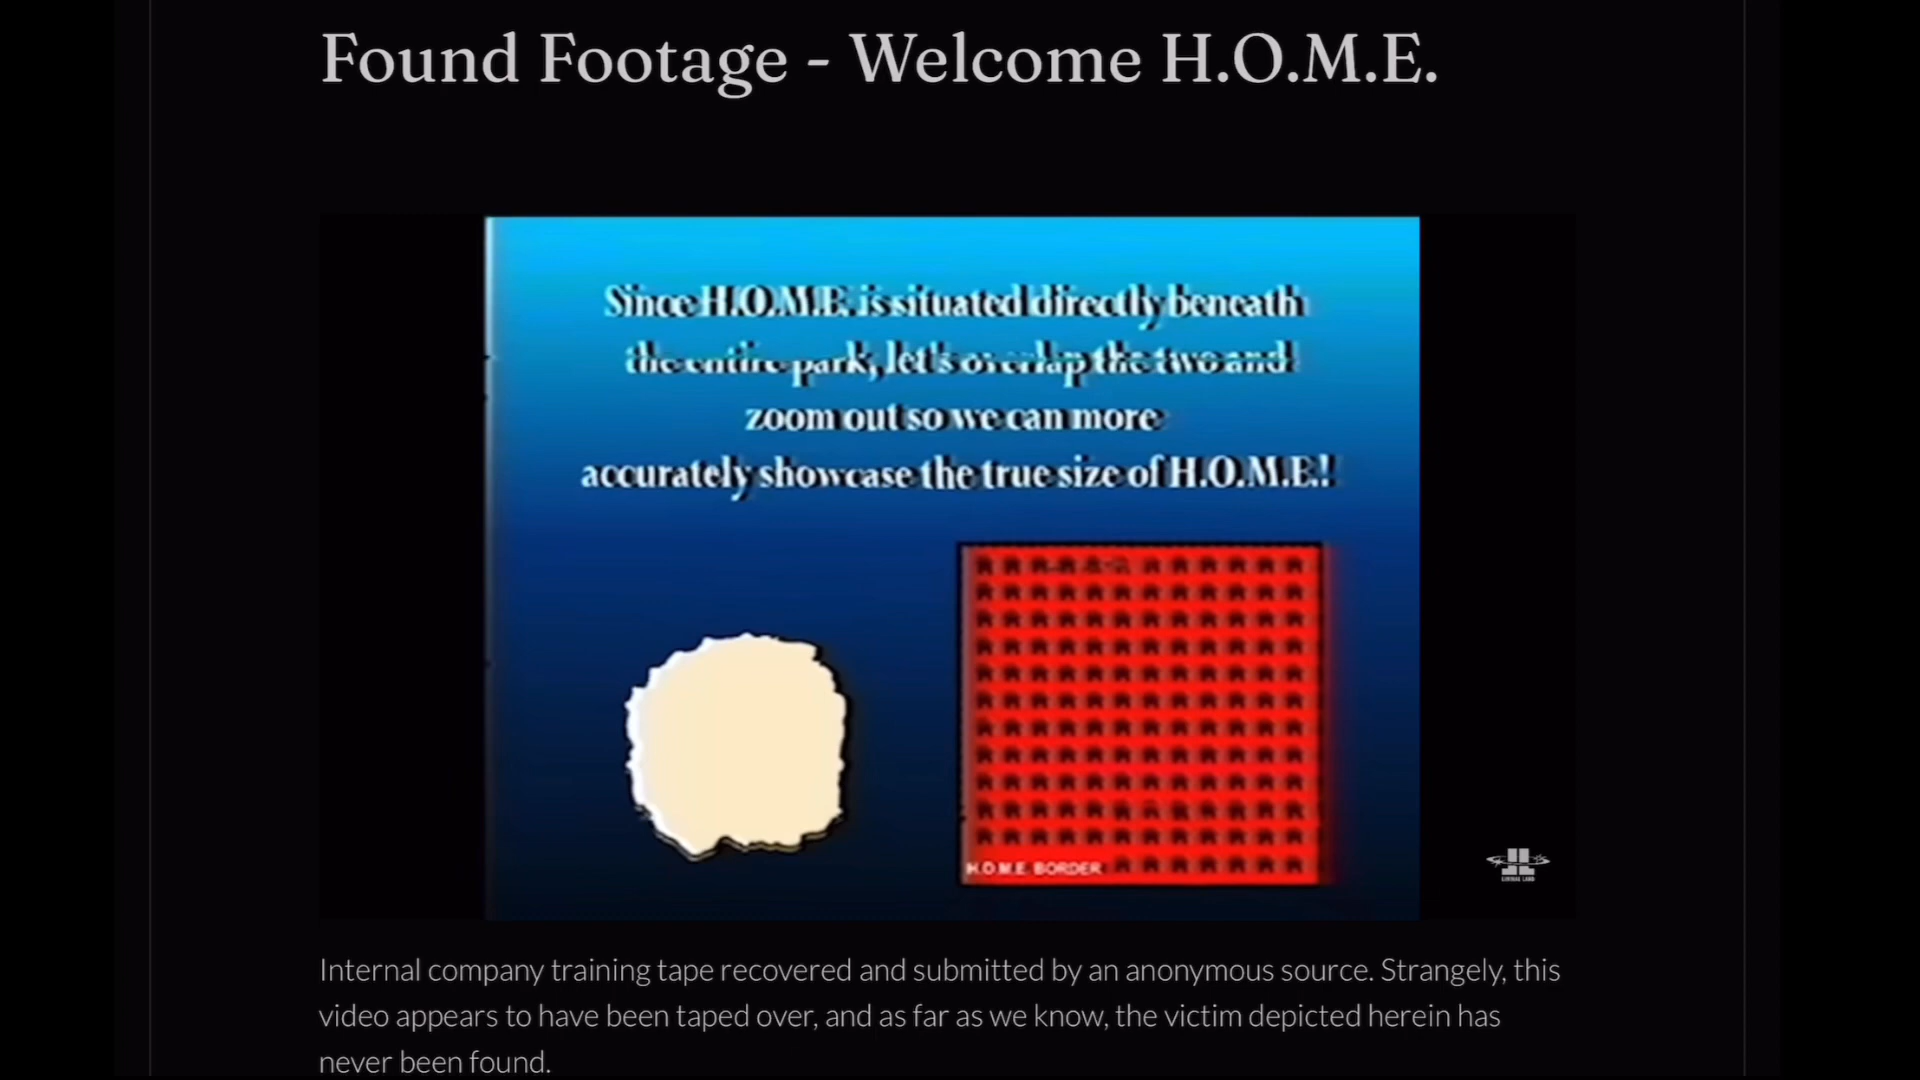 Found Footage - Welcome H.O.M.E.
Since H.O.M.E. is situated directly beneath
the entire park, let's overlap the two and
zoom out so we can more
accurately showcase the true size of H.O.M.E.!
H.O.M.E. BORDER
Internal company training tape recovered and submitted by an anonymous source. Strangely, this
video appears to have been taped over, and as far as we know, the victim depicted herein has
never been found.